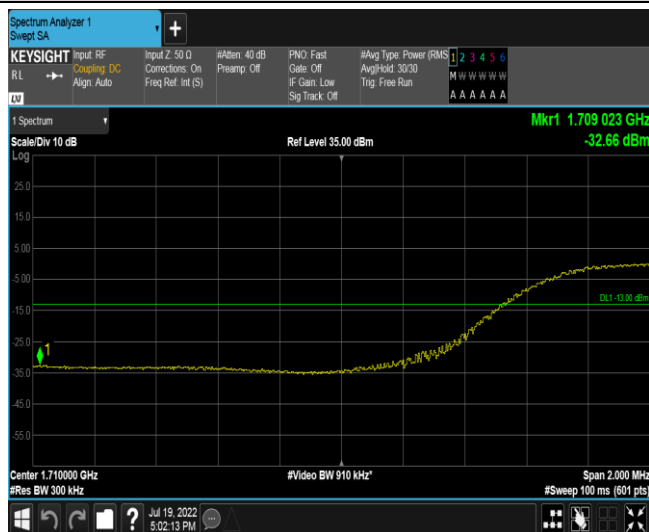 Spectrum Analyzer 1
Swept SA
+
KEYSIGHT
RL
LXI
Input: RF
Coupling: DC
Align: Auto
Input Z: 50 Ω
Corrections: On
Freq Ref: Int (S)
#Atten: 40 dB
Preamp: Off
PNO: Fast
Gate: Off
IF Gain: Low
Sig Track: Off
#Avg Type: Power (RMS
Avg|Hold: 30/30
Trig: Free Run
1 2 3 4 5 6
M W W W W W
A A A A A A
1 Spectrum
Mkr1 1.709 023 GHz
Scale/Div 10 dB
Ref Level 35.00 dBm
-32.66 dBm
Log
25.0
15.0
5.00
-5.00
DL1 -13.00 dBm
-15.0
-25.0
1
-35.0
-45.0
-55.0
Center 1.710000 GHz
#Video BW 910 kHz*
Span 2.000 MHz
#Res BW 300 kHz
#Sweep 100 ms (601 pts)
?
Jul 19, 2022
5:02:13 PM